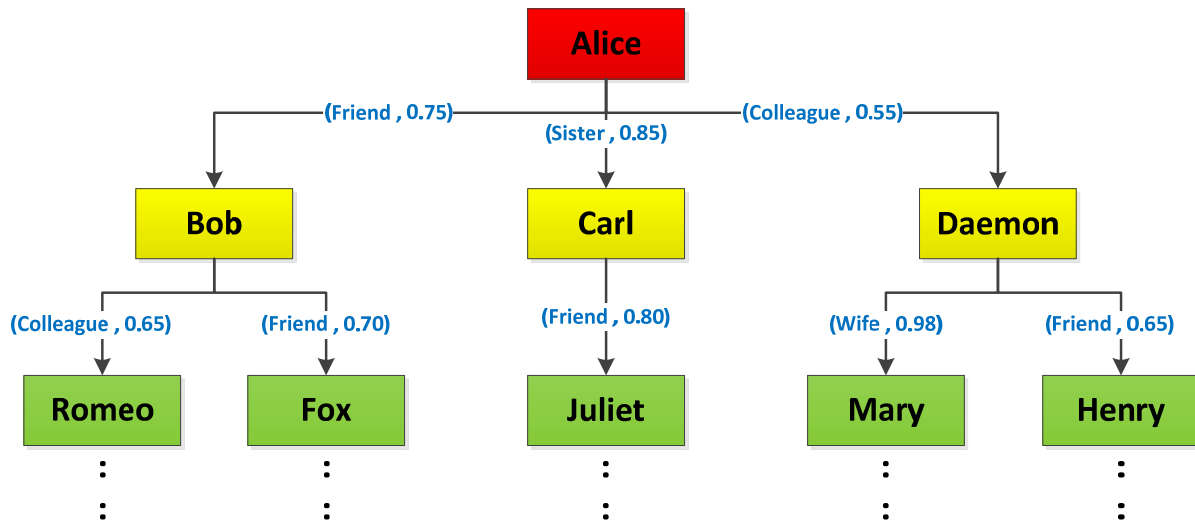 Alice
(Friend , 0.75)
(Sister , 0.85)
(Colleague , 0.55)
Bob
Carl
Daemon
(Colleague , 0.65)
(Friend , 0.70)
(Friend , 0.80)
(Wife , 0.98)
(Friend , 0.65)
Romeo
Fox
Juliet
Mary
Henry